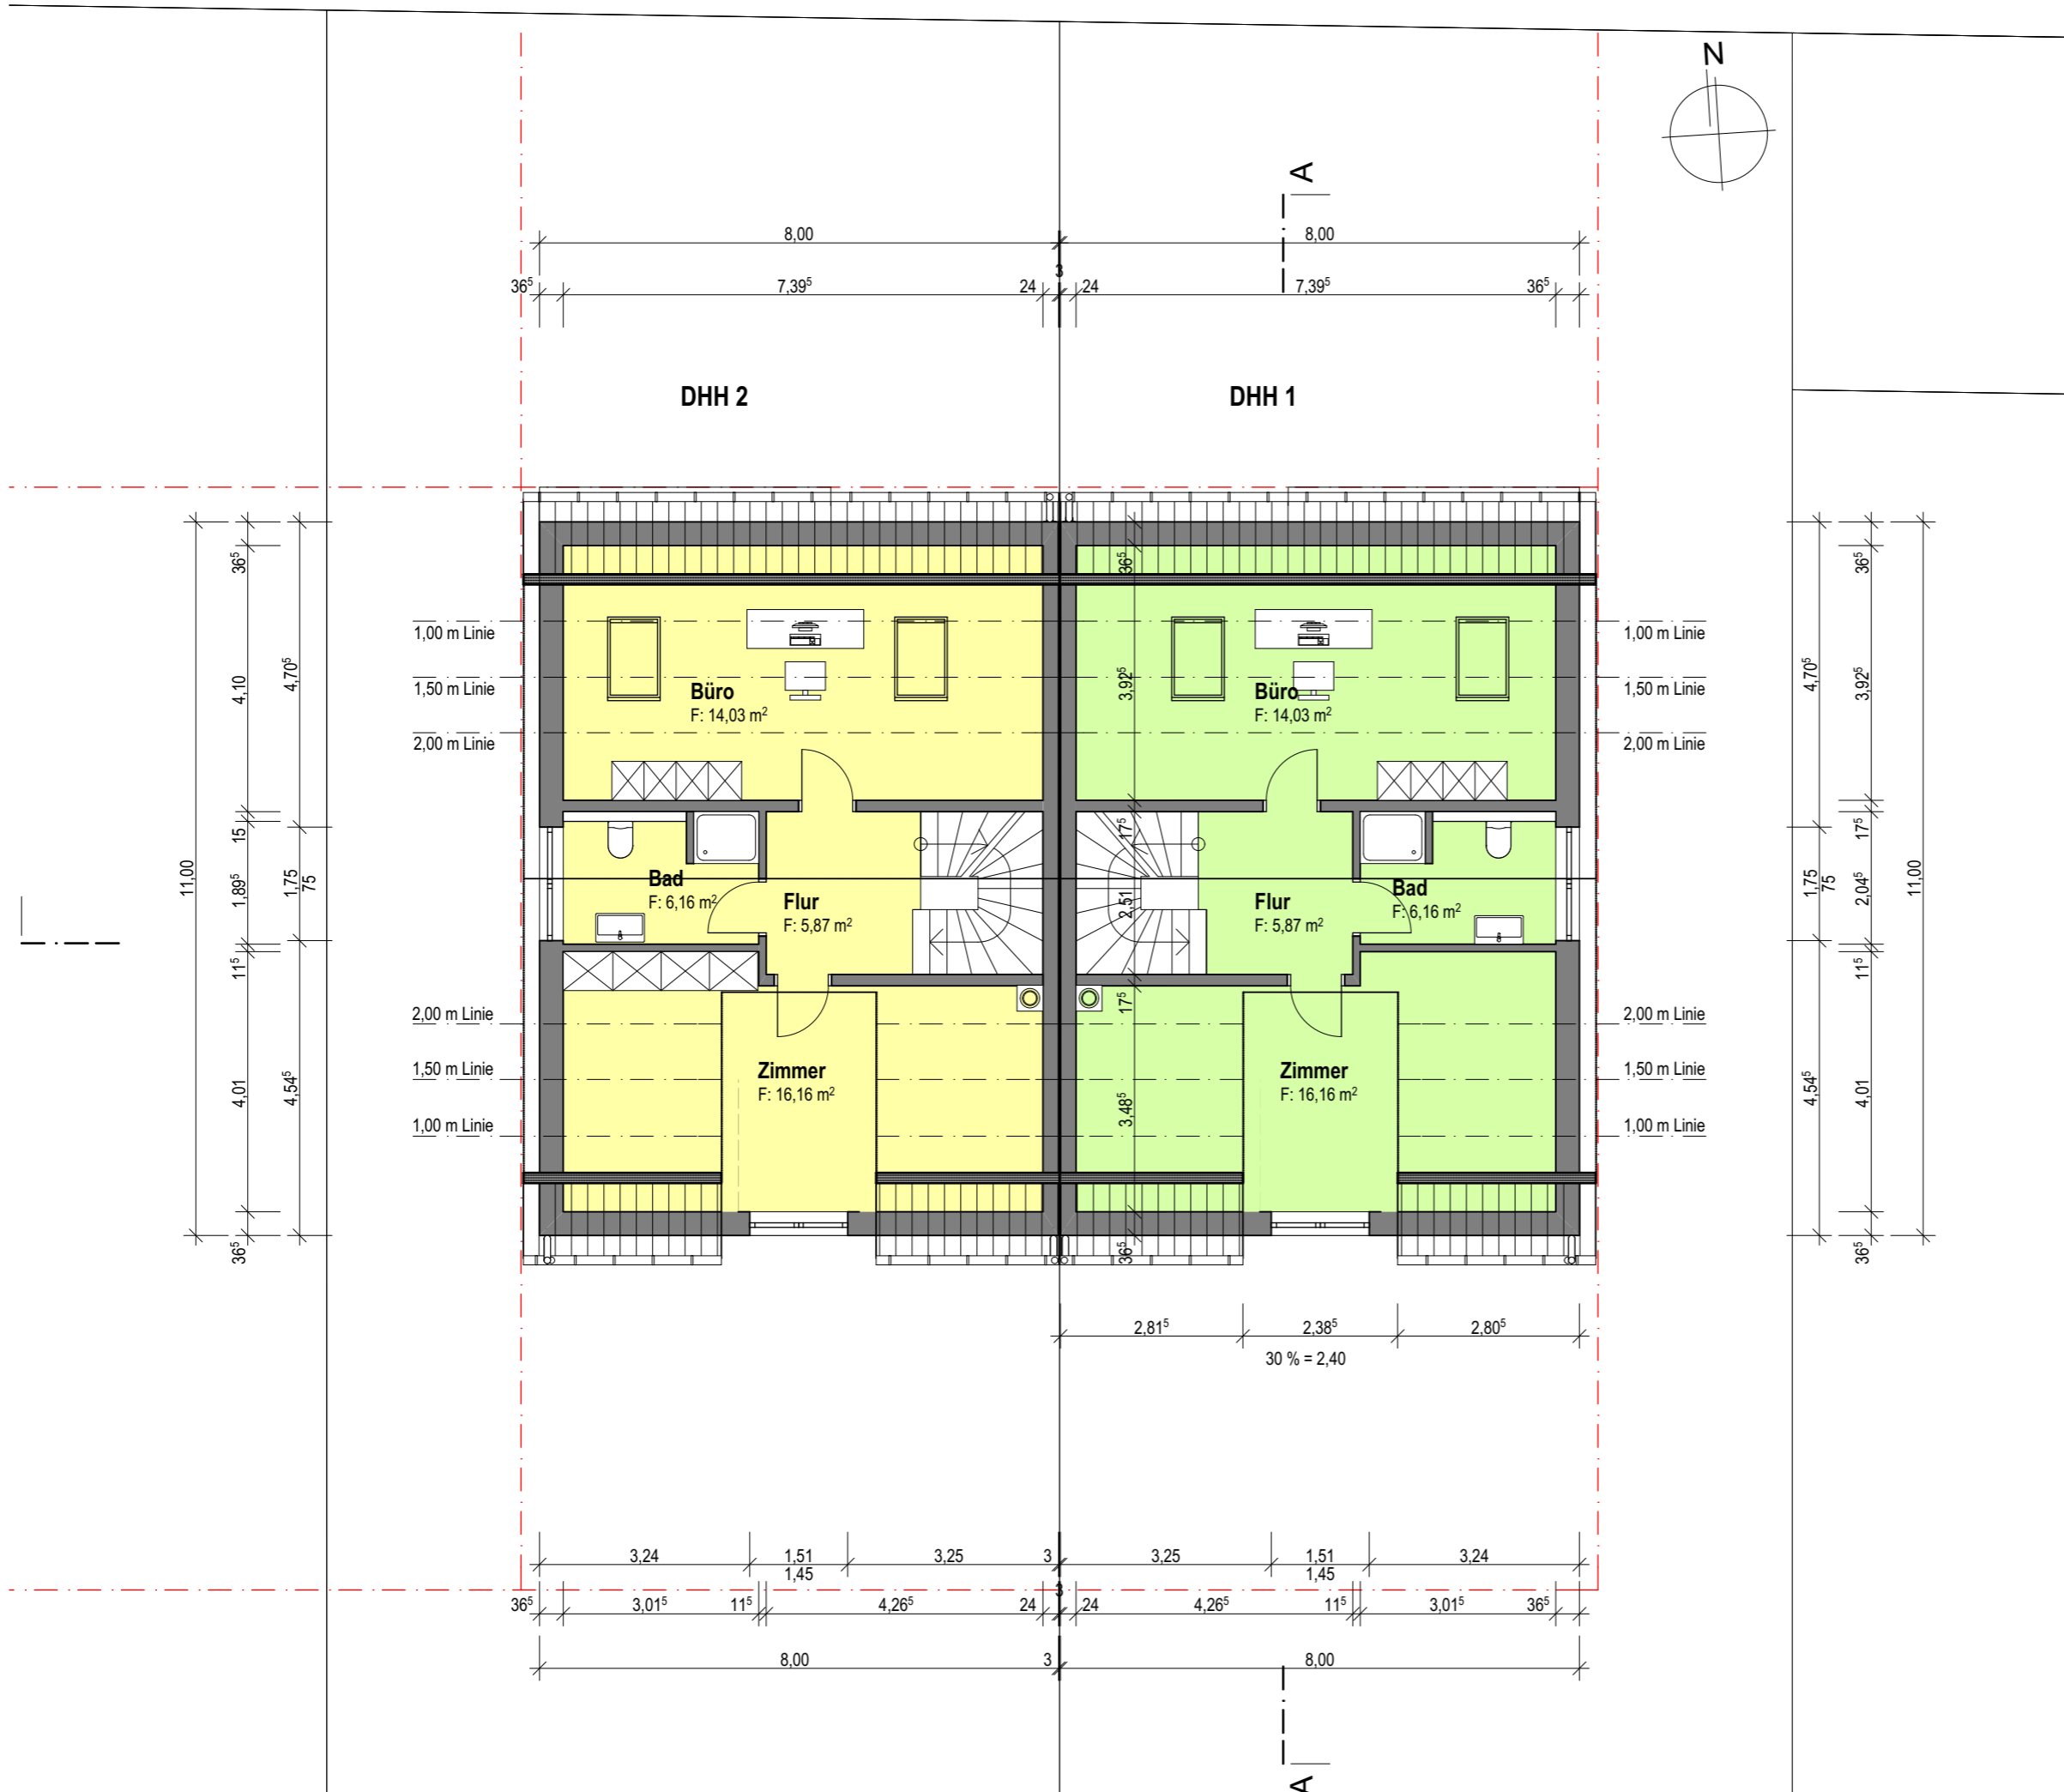 N
A
8,00
8,00
3
36⁵
7,39⁵
24
24
7,39⁵
36⁵
DHH 2
DHH 1
36⁵
36⁵
36⁵
1,00 m Linie
1,00 m Linie
4,10
4,70⁵
1,50 m Linie
Büro
F: 14,03 m²
3,92⁵
Büro
F: 14,03 m²
1,50 m Linie
4,70⁵
3,92⁵
2,00 m Linie
2,00 m Linie
15
17⁵
17⁵
11,00
1,89⁵
1,75
75
Bad
F: 6,16 m²
Flur
F: 5,87 m²
2,51
Flur
F: 5,87 m²
Bad
F: 6,16 m²
1,75
75
2,04⁵
11,00
11⁵
11⁵
2,00 m Linie
17⁵
2,00 m Linie
4,01
4,54⁵
1,50 m Linie
Zimmer
F: 16,16 m²
3,48⁵
Zimmer
F: 16,16 m²
1,50 m Linie
4,54⁵
4,01
1,00 m Linie
1,00 m Linie
36⁵
36⁵
36⁵
2,81⁵
2,38⁵
2,80⁵
30 % = 2,40
3,24
1,51
1,45
3,25
3
3,25
1,51
1,45
3,24
3
36⁵
3,01⁵
11⁵
4,26⁵
24
24
4,26⁵
11⁵
3,01⁵
36⁵
8,00
3
8,00
A